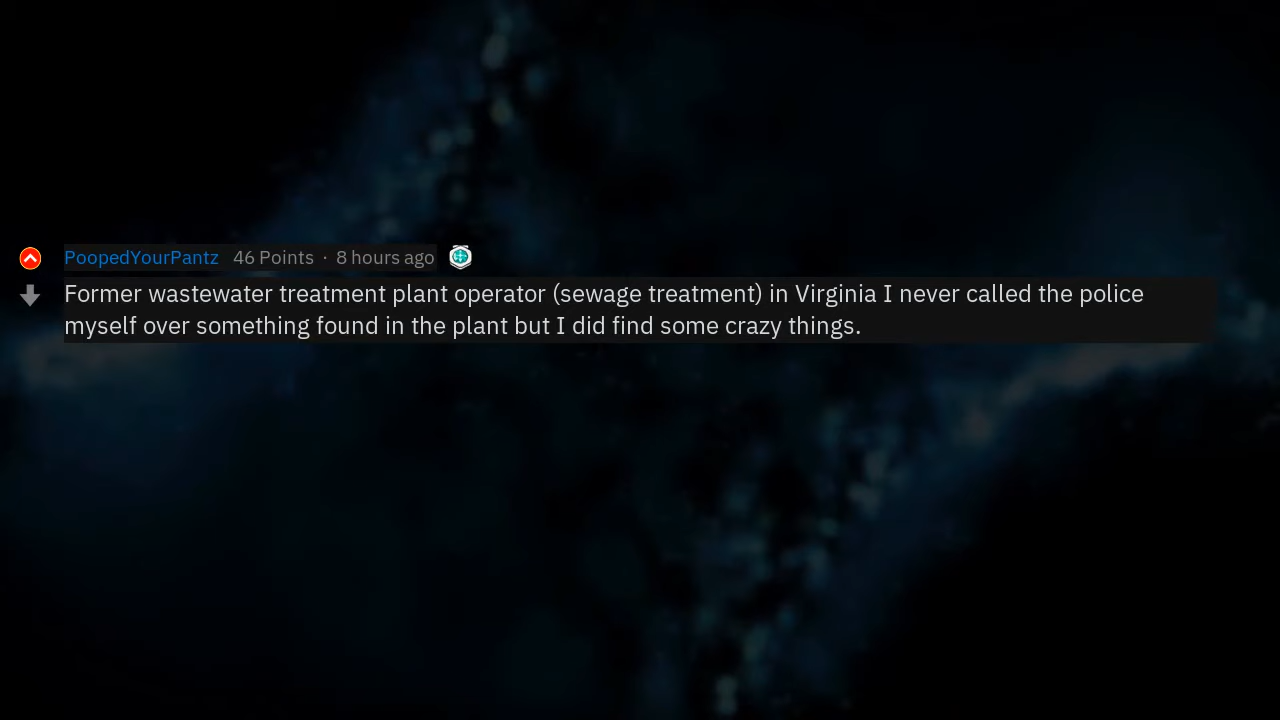 PoopedYourPantz 46 Points · 8 hours ago
Former wastewater treatment plant operator (sewage treatment) in Virginia I never called the police
myself over something found in the plant but I did find some crazy things.